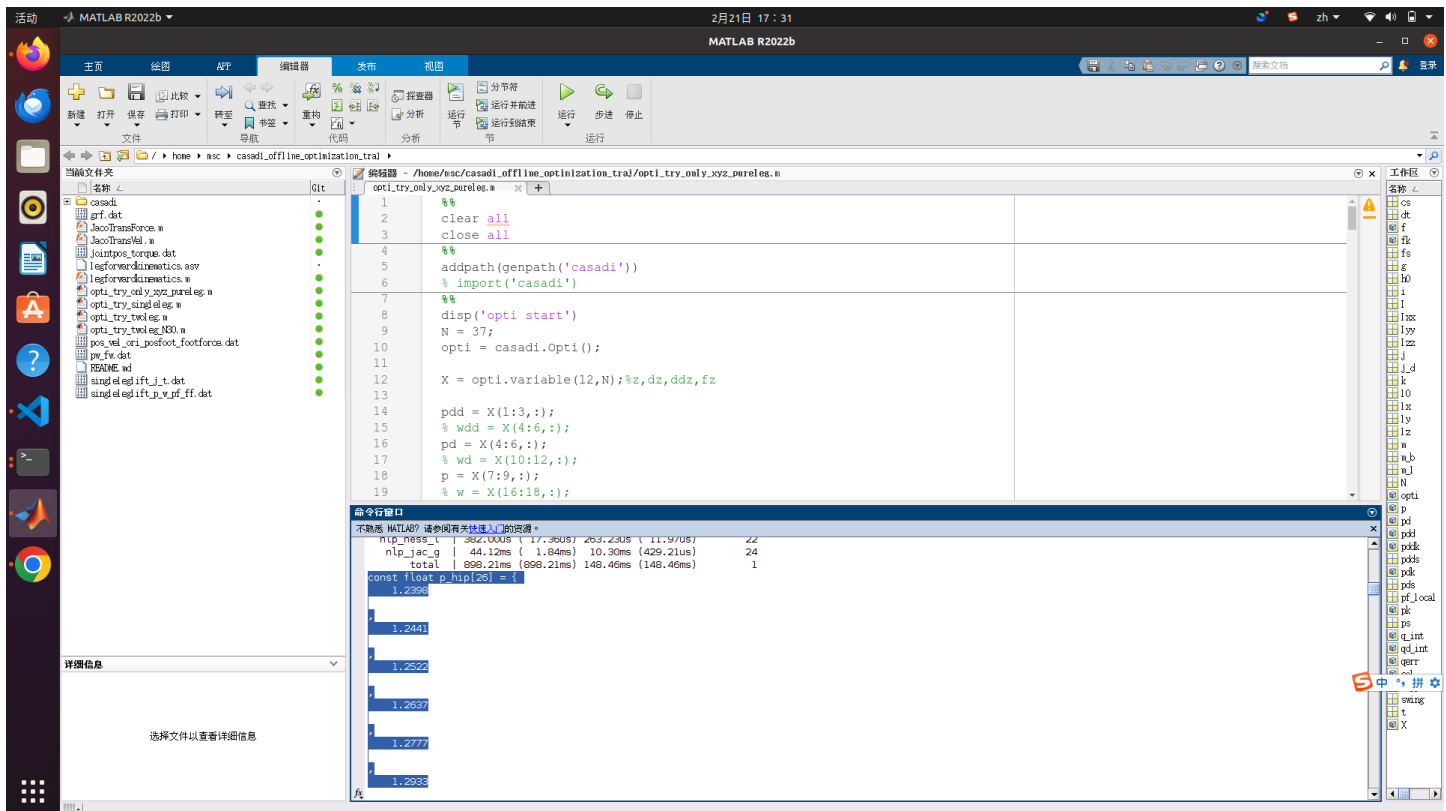 活动
MATLAB R2022b
2月21日 17：31
zh
MATLAB R2022b
主页
绘图
APP
编辑器
发布
视图
搜索文档
登录
新建
打开
保存
比较
打印
转至
查找
书签
重构
探查器
分析
运行节
分节符
运行并前进
运行到结束
运行
步进
停止
文件
导航
代码
分析
节
运行
/ home msc casadi_offline_optimization_traj
当前文件夹
名称
Git
casadi
grf.dat
JacoTransForce.m
JacoTransVel.m
jointpos_torque.dat
legforwardkinematics.asv
legforwardkinematics.m
opti_try_only_xyz_pureleg.m
opti_try_singleleg.m
opti_try_twoleg.m
opti_try_twoleg_N30.m
pos_vel_ori_posfoot_footforce.dat
pw_fw.dat
README.md
singleleglift_j_t.dat
singleleglift_p_v_pf_ff.dat
详细信息
选择文件以查看详细信息
编辑器 - /home/msc/casadi_offline_optimization_traj/opti_try_only_xyz_pureleg.m
opti_try_only_xyz_pureleg.m
+
1 %%
2 clear all
3 close all
4 %%
5 addpath(genpath('casadi'))
6 % import('casadi')
7 %%
8 disp('opti start')
9 N = 37;
10 opti = casadi.Opti();
11
12 X = opti.variable(12,N);%z,dz,ddz,fz
13
14 pdd = X(1:3,:);
15 % wdd = X(4:6,:);
16 pd = X(4:6,:);
17 % wd = X(10:12,:);
18 p = X(7:9,:);
19 % w = X(16:18,:);
命令行窗口
不熟悉 MATLAB? 请参阅有关快速入门的资源。
nlp_hess_l | 382.00us ( 17.36us) 263.23us ( 11.97us) 22
nlp_jac_g | 44.12ms ( 1.84ms) 10.30ms (429.21us) 24
total | 898.21ms (898.21ms) 148.46ms (148.46ms) 1
const float p_hip[26] = {
1.2398
,
1.2441
,
1.2522
,
1.2637
,
1.2777
,
1.2933
fx
工作区
名称
cs
dt
f
fk
fs
g
h0
i
I
Ixx
Iyy
Izz
j
j_d
k
l0
lx
ly
lz
m
m_b
m_l
N
opti
p
pd
pdd
pddk
pdds
pdk
pds
pf_local
pk
ps
q_int
qd_int
qerr
swing
t
X
中 °, 拼